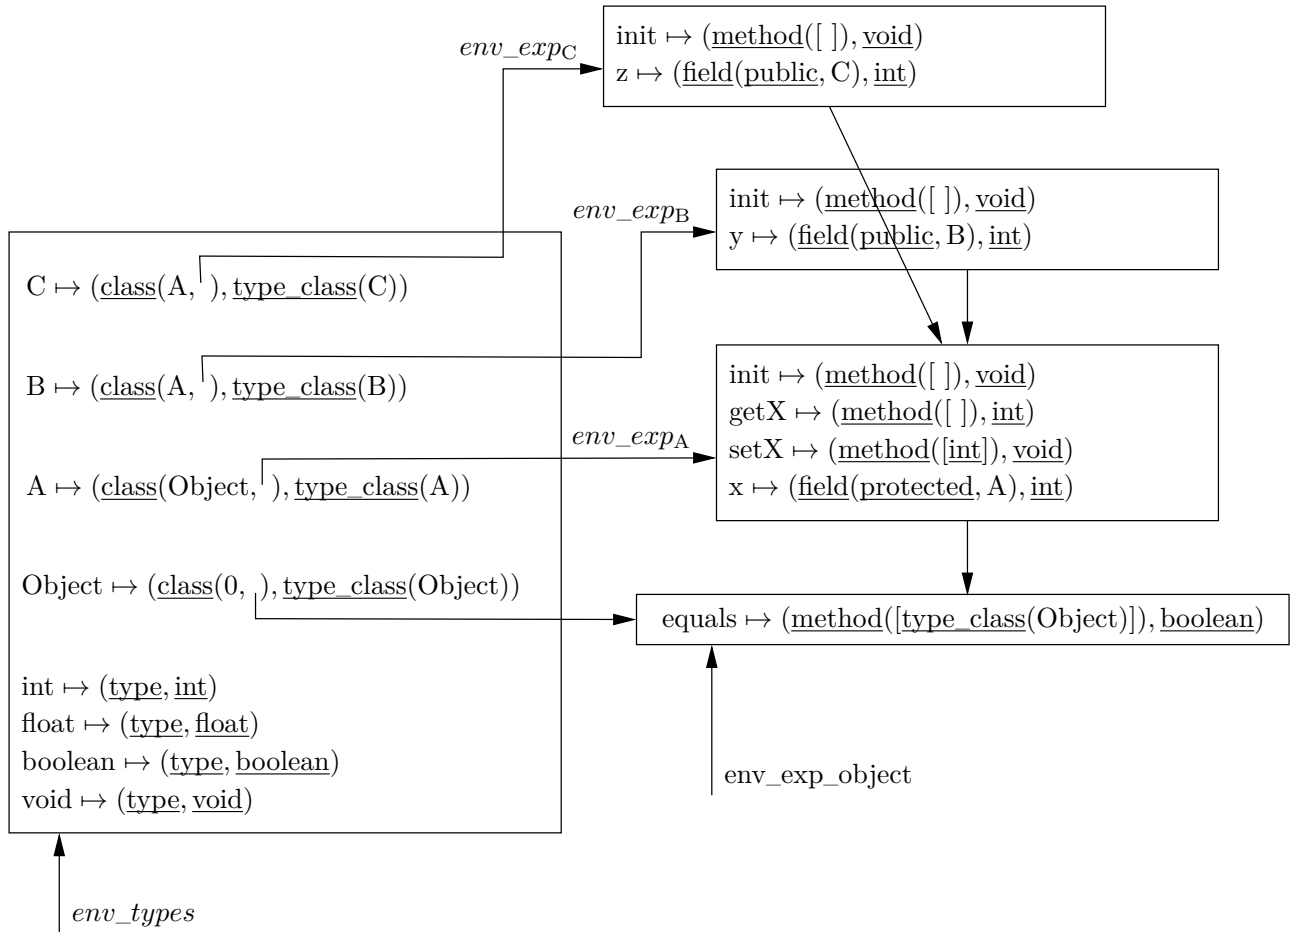 init ↦ (method([ ]), void)
z ↦ (field(public, C), int)
env_exp_C
init ↦ (method([ ]), void)
y ↦ (field(public, B), int)
env_exp_B
C ↦ (class(A, ), type_class(C))
B ↦ (class(A, ), type_class(B))
init ↦ (method([ ]), void)
getX ↦ (method([ ]), int)
setX ↦ (method([int]), void)
x ↦ (field(protected, A), int)
env_exp_A
A ↦ (class(Object, ), type_class(A))
Object ↦ (class(0, ), type_class(Object))
equals ↦ (method([type_class(Object)]), boolean)
int ↦ (type, int)
float ↦ (type, float)
boolean ↦ (type, boolean)
void ↦ (type, void)
env_exp_object
env_types